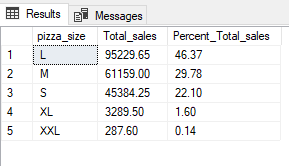 Results Messages
pizza_size Total_sales Percent_Total_sales
1 L 95229.65 46.37
2 M 61159.00 29.78
3 S 45384.25 22.10
4 XL 3289.50 1.60
5 XXL 287.60 0.14